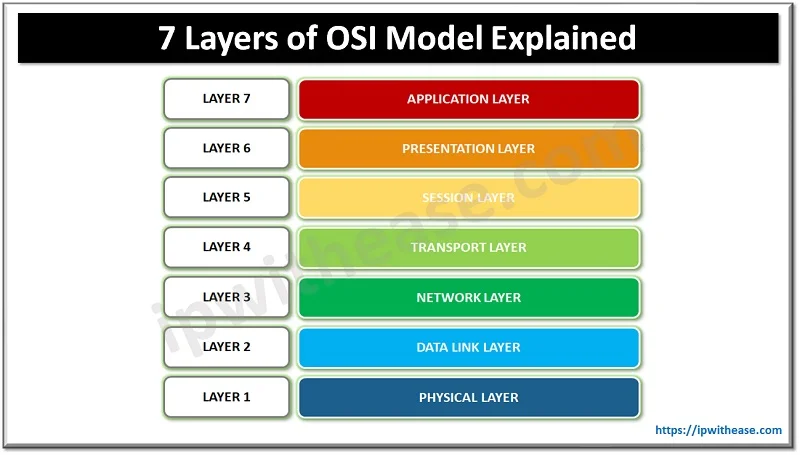 7 Layers of OSI Model Explained
LAYER 7 APPLICATION LAYER
LAYER 6 PRESENTATION LAYER
LAYER 5 SESSION LAYER
LAYER 4 TRANSPORT LAYER
LAYER 3 NETWORK LAYER
LAYER 2 DATA LINK LAYER
LAYER 1 PHYSICAL LAYER
ipwithease.com
https://ipwithease.com